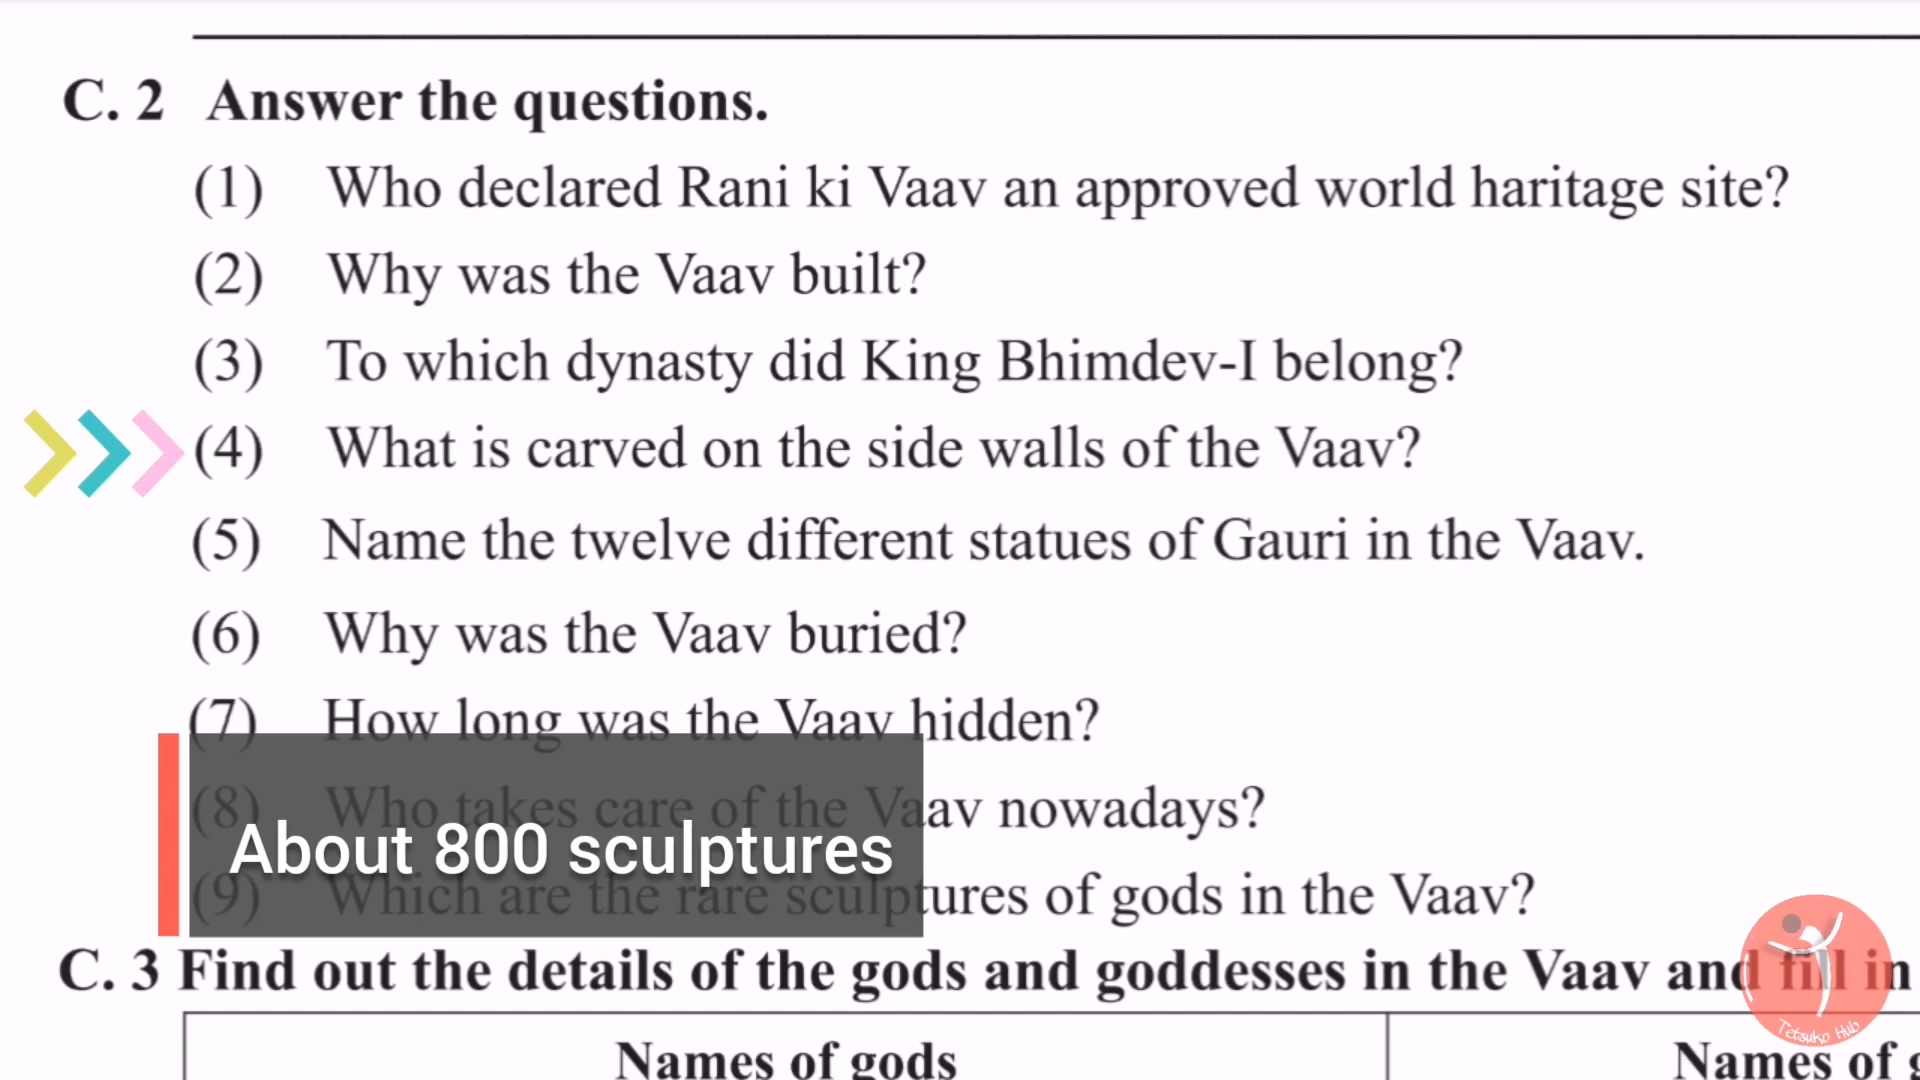 C. 2 Answer the questions.
(1) Who declared Rani ki Vaav an approved world haritage site?
(2) Why was the Vaav built?
(3) To which dynasty did King Bhimdev-I belong?
(4) What is carved on the side walls of the Vaav?
(5) Name the twelve different statues of Gauri in the Vaav.
(6) Why was the Vaav buried?
(7) How long was the Vaav hidden?
(8) Who takes care of the Vaav nowadays?
About 800 sculptures
(9) Which are the rare sculptures of gods in the Vaav?
C. 3 Find out the details of the gods and goddesses in the Vaav and fill in
Names of gods Names of
Tetsuko Hub